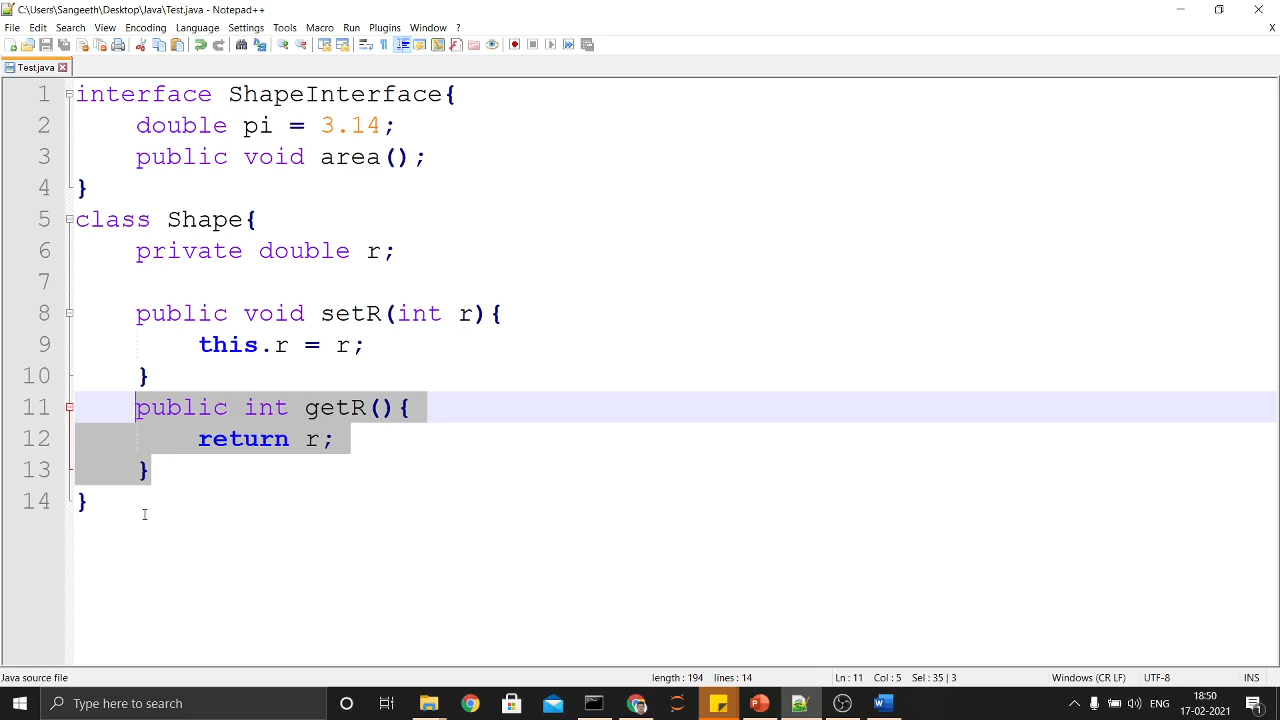 C:\Users\Sangeeth\Desktop\Java\Test.java - Notepad++
File Edit Search View Encoding Language Settings Tools Macro Run Plugins Window ? X
Test.java
1 interface ShapeInterface{
2 double pi = 3.14;
3 public void area();
4 }
5 class Shape{
6 private double r;
7
8 public void setR(int r){
9 this.r = r;
10 }
11 public int getR(){
12 return r;
13 }
14 }
Java source file length : 194 lines : 14 Ln : 11 Col : 5 Sel : 35 | 3 Windows (CR LF) UTF-8 INS
Type here to search ENG 18:50
17-02-2021